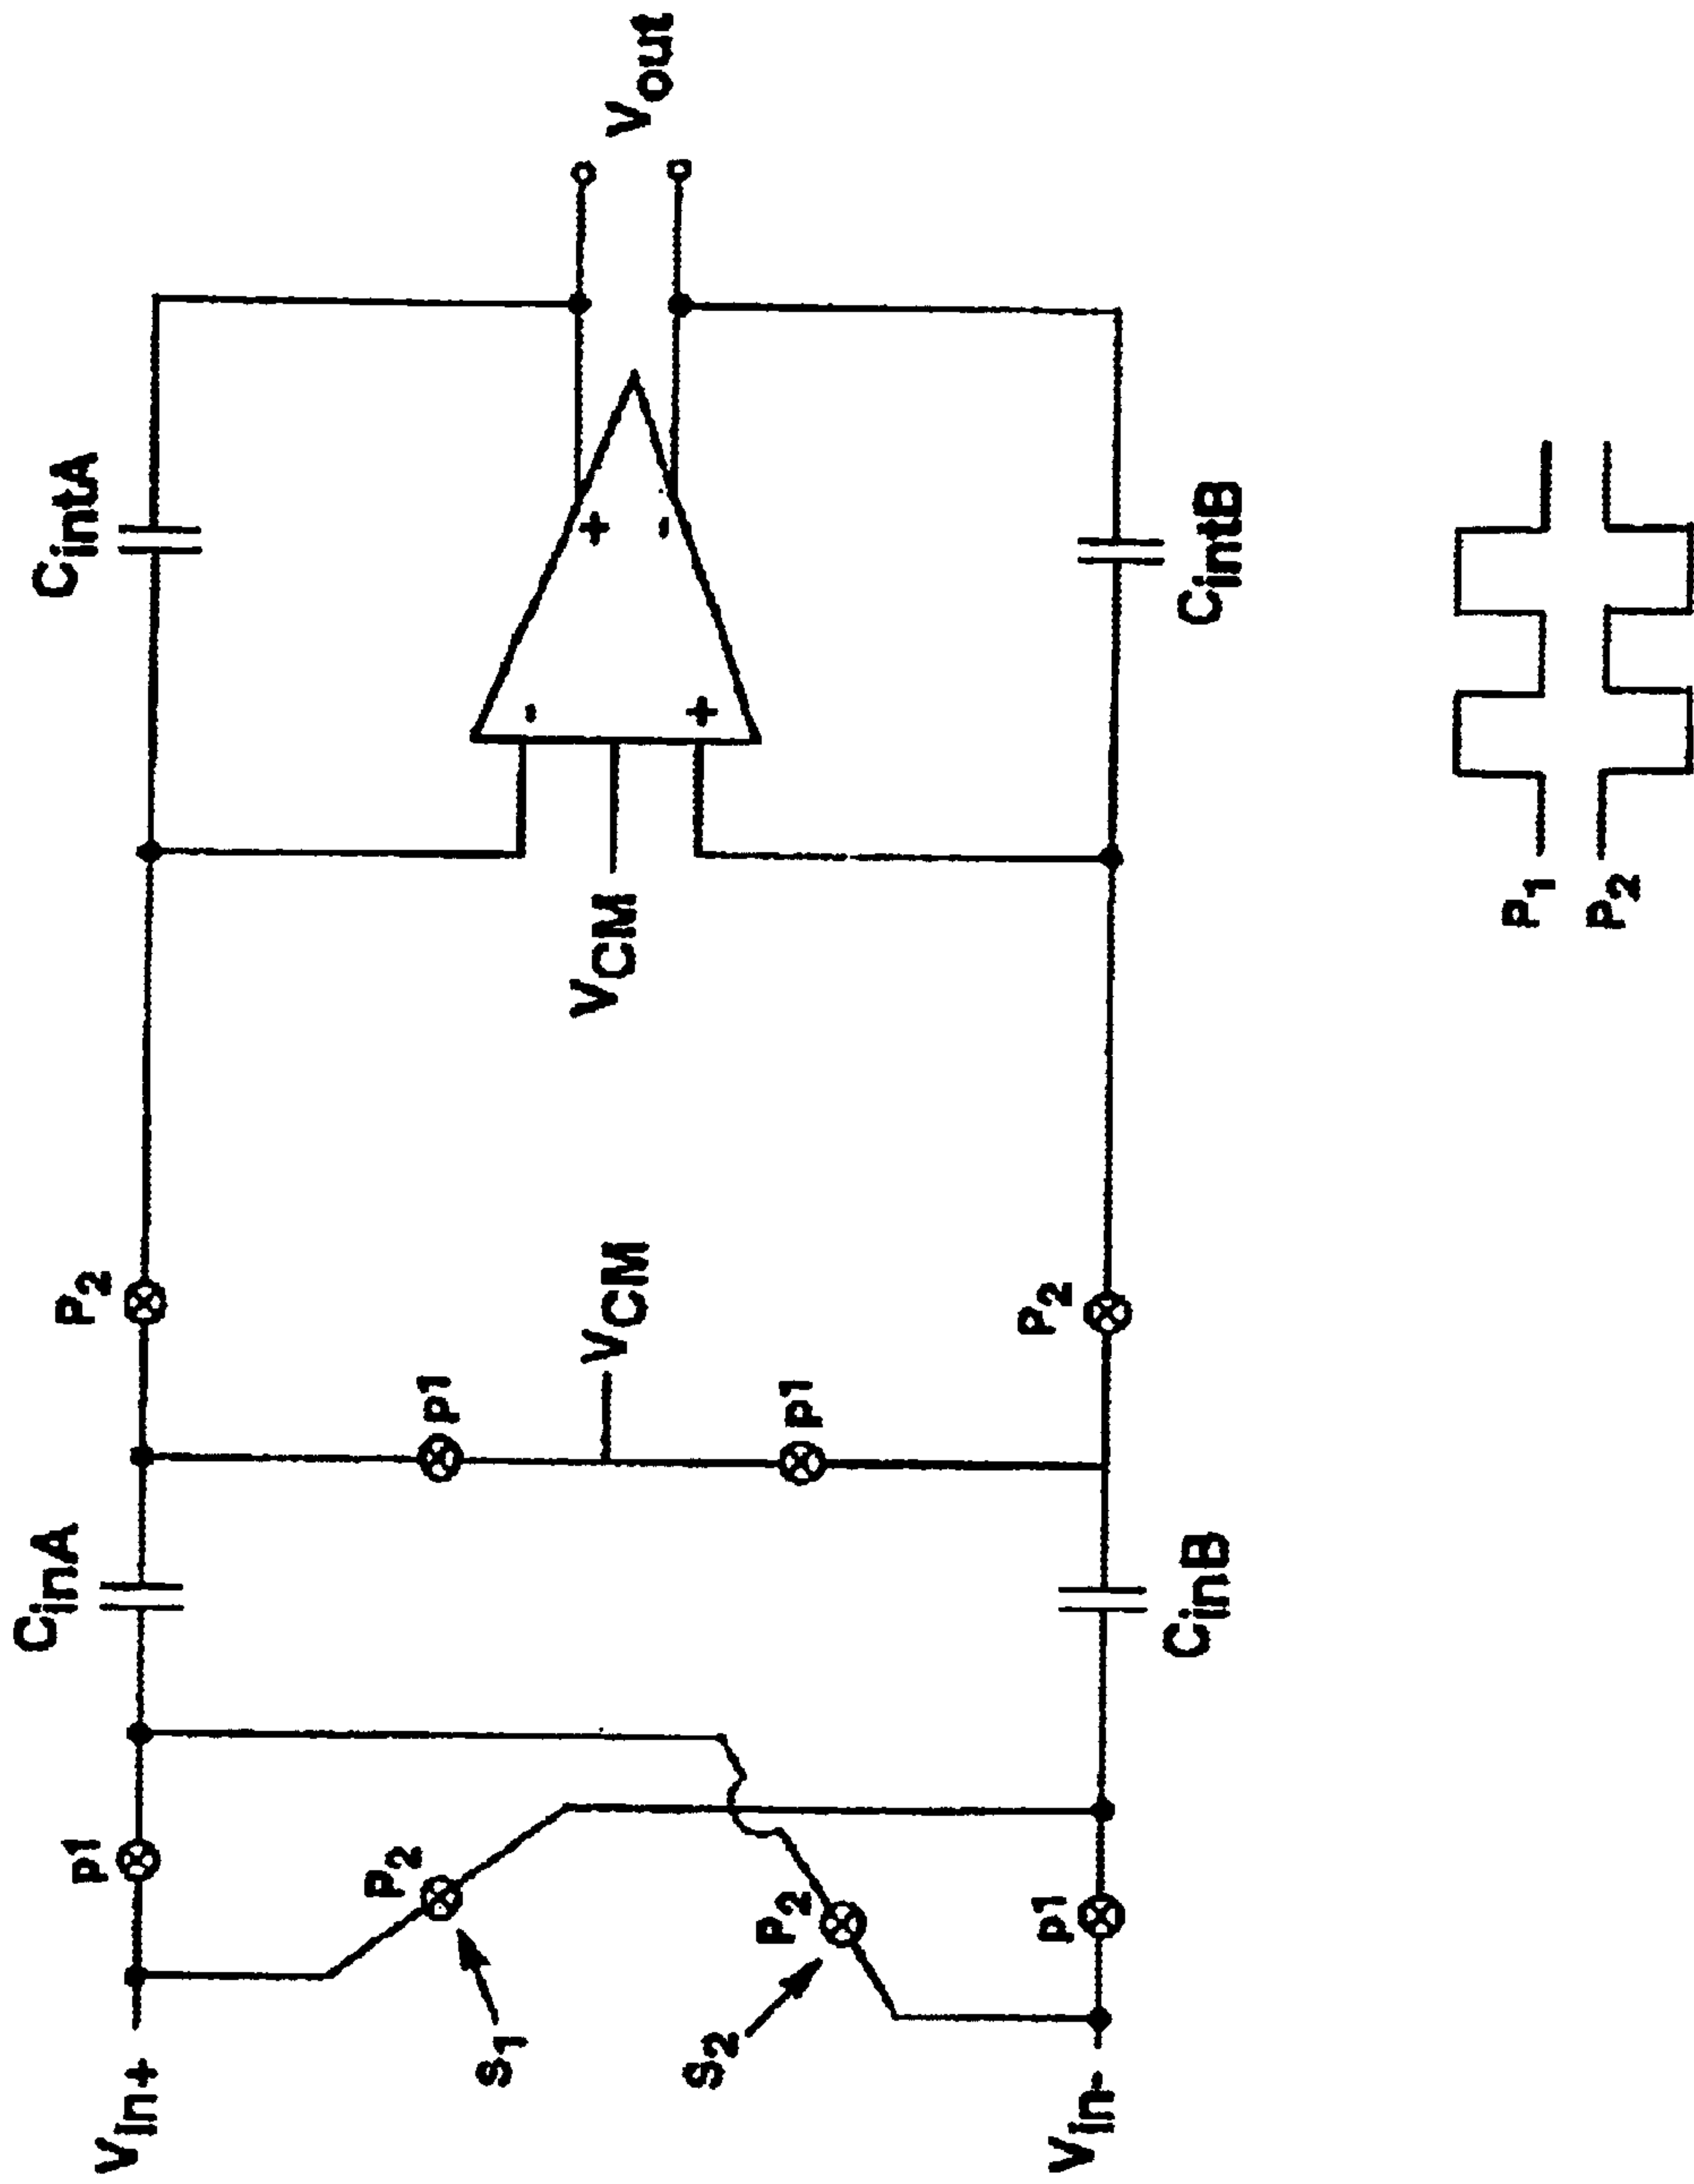 CintA
Vout
CinA
P2
p1
VCM
VCM
- +
+ -
p1
P2
Vin+
p1
P2
S1
S2
P2
p1
Vin-
CinB
P2
CintB
P1
P2